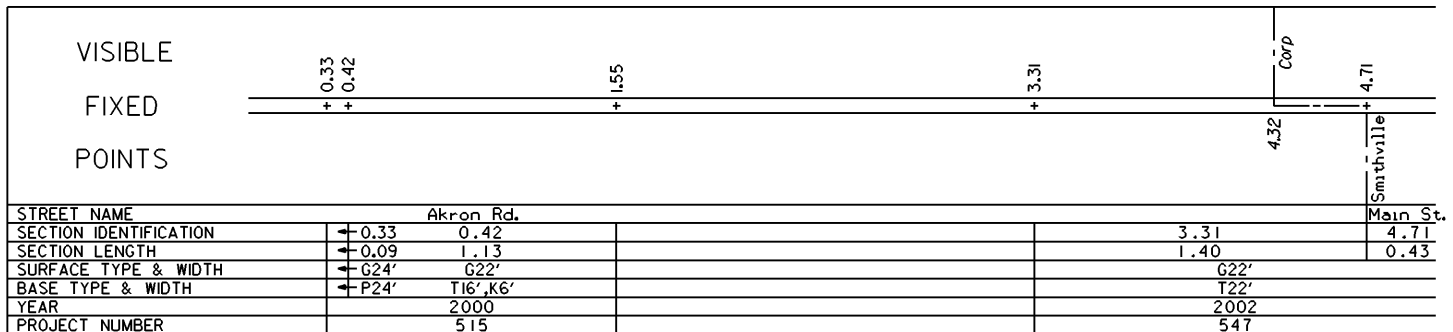 VISIBLE
FIXED
POINTS
0.33
0.42
1.55
3.31
Corp
4.32
4.71
Smithville
STREET NAME Akron Rd. Main St.
SECTION IDENTIFICATION 0.33 0.42 3.31 4.71
SECTION LENGTH 0.09 1.13 1.40 0.43
SURFACE TYPE & WIDTH G24' G22' G22'
BASE TYPE & WIDTH P24' T16',K6' T22'
YEAR 2000 2002
PROJECT NUMBER 515 547